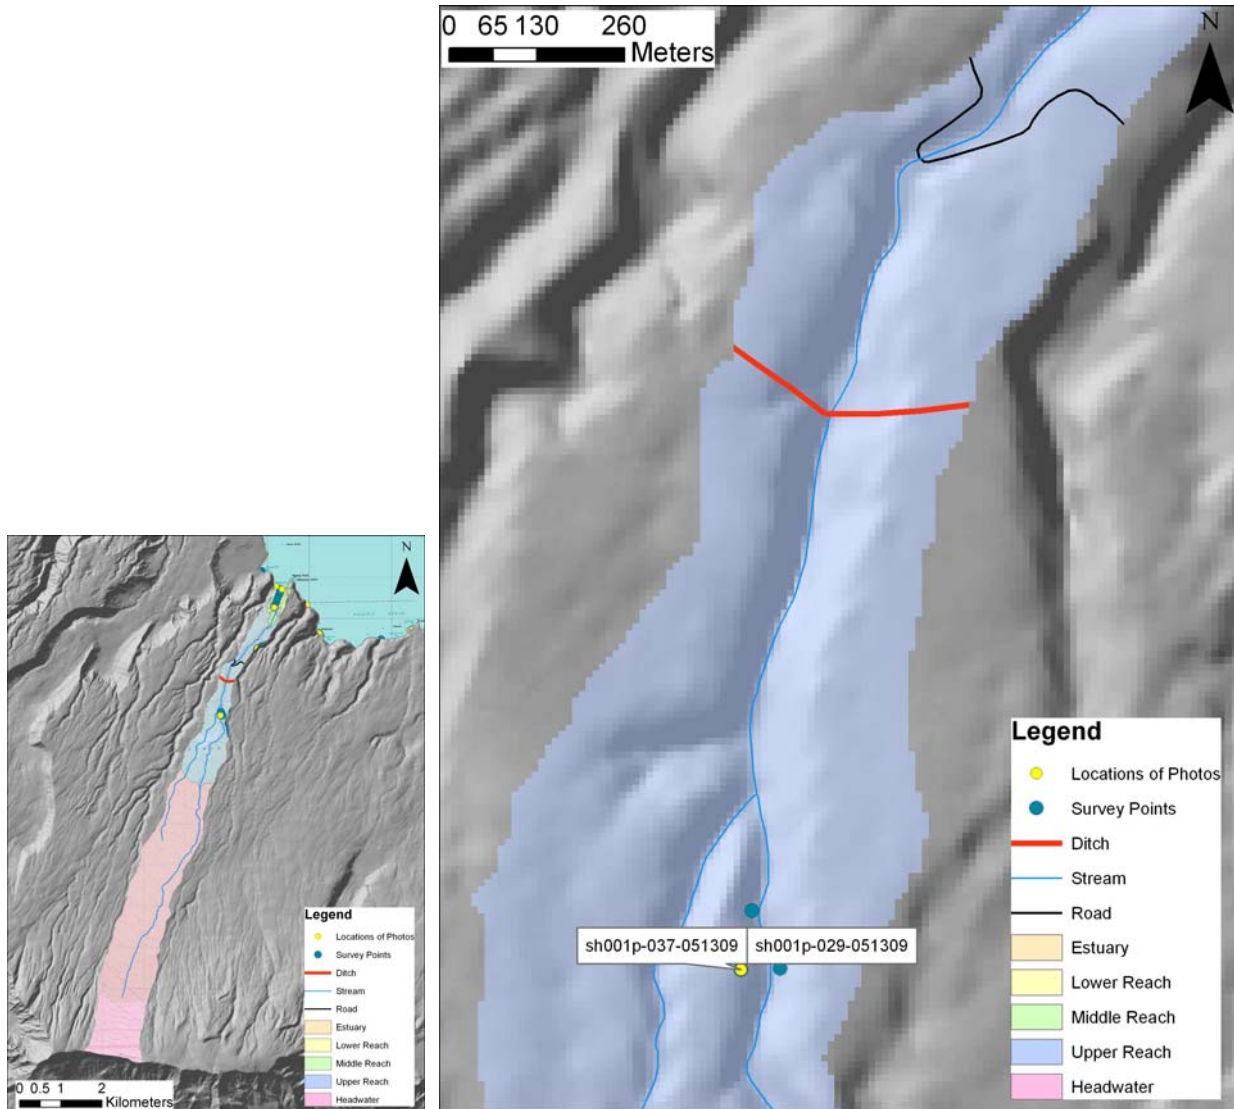 N
Legend
Locations of Photos
Survey Points
Ditch
Stream
Road
Estuary
Lower Reach
Middle Reach
Upper Reach
Headwater
0 0.5 1 2
Kilometers
0 65 130 260
Meters
N
sh001p-037-051309
sh001p-029-051309
Legend
Locations of Photos
Survey Points
Ditch
Stream
Road
Estuary
Lower Reach
Middle Reach
Upper Reach
Headwater